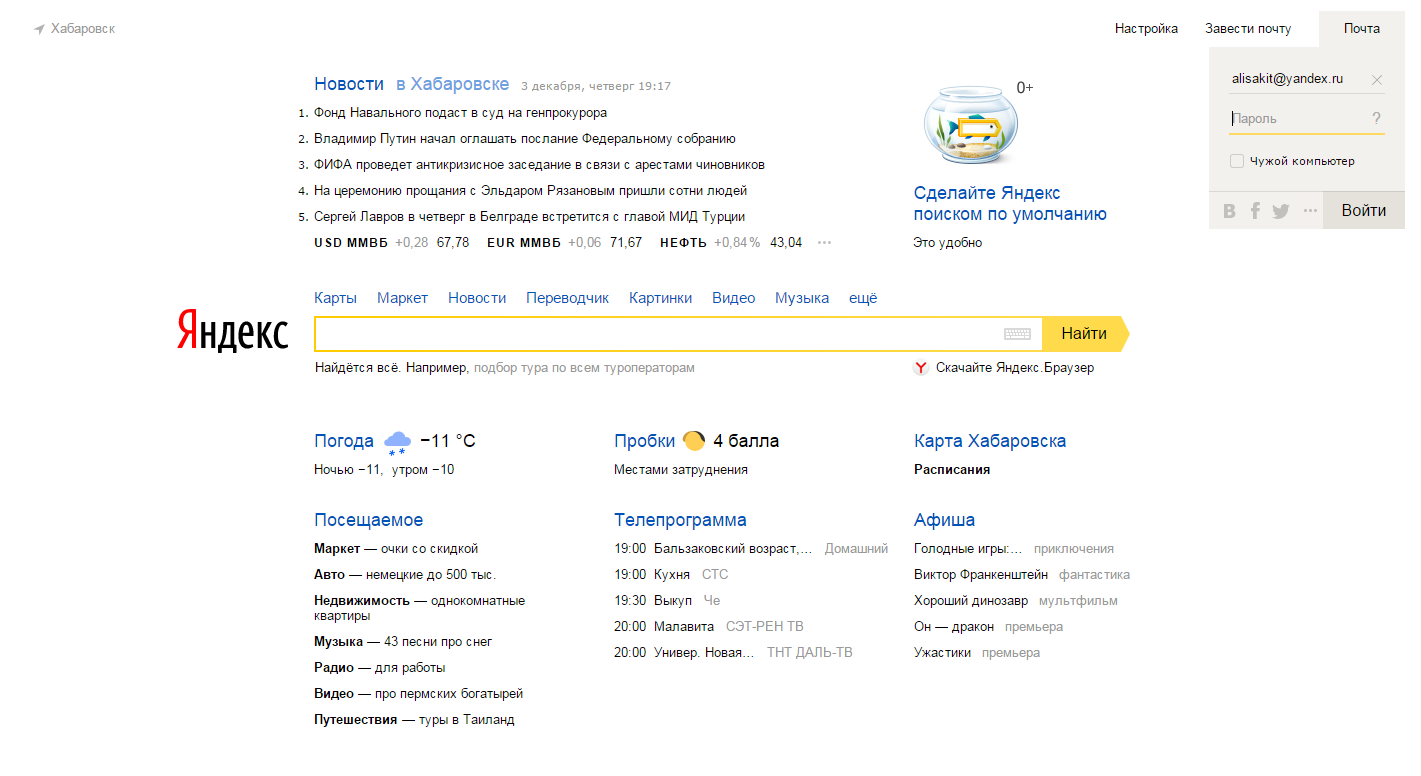 Хабаровск
Настройка Завести почту Почта
alisakit@yandex.ru
Пароль ?
Чужой компьютер
В f ... Войти
Новости в Хабаровске 3 декабря, четверг 19:17
1. Фонд Навального подаст в суд на генпрокурора
2. Владимир Путин начал оглашать послание Федеральному собранию
3. ФИФА проведет антикризисное заседание в связи с арестами чиновников
4. На церемонию прощания с Эльдаром Рязановым пришли сотни людей
5. Сергей Лавров в четверг в Белграде встретится с главой МИД Турции
USD ММВБ +0,28 67,78 EUR ММВБ +0,06 71,67 НЕФТЬ +0,84% 43,04 ...
0+
Сделайте Яндекс
поиском по умолчанию
Это удобно
Карты Маркет Новости Переводчик Картинки Видео Музыка ещё
Яндекс
Найти
Найдётся всё. Например, подбор тура по всем туроператорам
Y Скачайте Яндекс.Браузер
Погода −11 °C
Ночью −11, утром −10
Пробки 4 балла
Местами затруднения
Карта Хабаровска
Расписания
Посещаемое
Маркет — очки со скидкой
Авто — немецкие до 500 тыс.
Недвижимость — однокомнатные
квартиры
Музыка — 43 песни про снег
Радио — для работы
Видео — про пермских богатырей
Путешествия — туры в Таиланд
Телепрограмма
19:00 Бальзаковский возраст,... Домашний
19:00 Кухня СТС
19:30 Выкуп Че
20:00 Малавита СЭТ-РЕН ТВ
20:00 Универ. Новая... ТНТ ДАЛЬ-ТВ
Афиша
Голодные игры:... приключения
Виктор Франкенштейн фантастика
Хороший динозавр мультфильм
Он — дракон премьера
Ужастики премьера